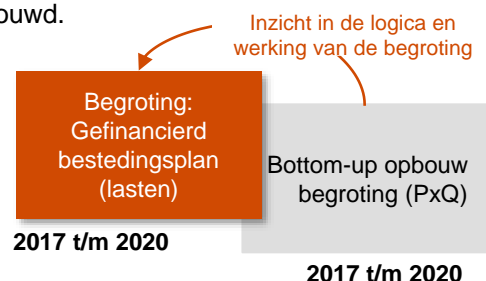 ouwd.
Inzicht in de logica en
werking van de begroting
Begroting:
Gefinancierd
bestedingsplan
(lasten)
Bottom-up opbouw
begroting (PxQ)
2017 t/m 2020
2017 t/m 2020